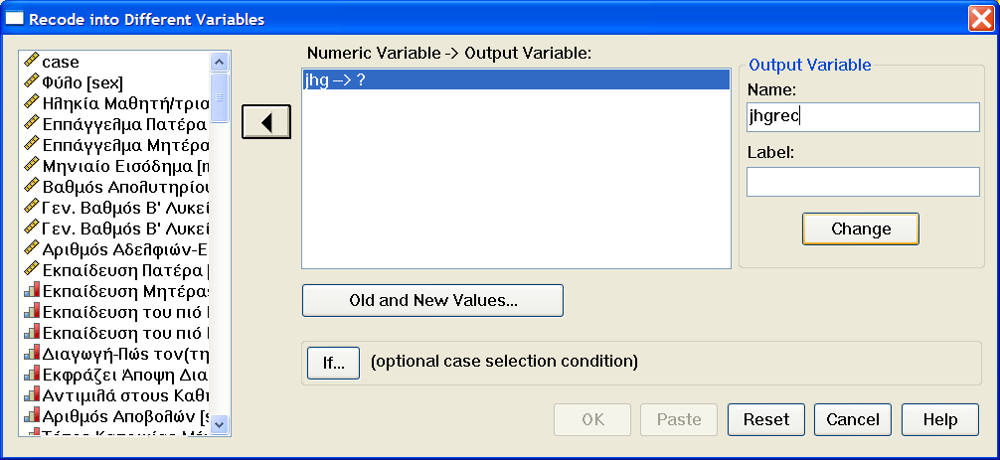 Recode into Different Variables
case
Φύλο [sex]
Ηληκία Μαθητή/τρια
Εππάγγελμα Πατέρα
Εππάγγελμα Μητέρα
Μηνιαίο Εισόδημα [π
Βαθμός Απολυτηρίου
Γεν. Βαθμός Β' Λυκεί
Γεν. Βαθμός Β' Λυκεί
Αριθμός Αδελφιών-Ε
Εκπαίδευση Πατέρα [
Εκπαίδευση Μητέρας
Εκπαίδευση του πιό
Εκπαίδευση του πιό
Διαγωγή-Πώς τον(τη
Εκφράζει Άποψη Δια
Αντιμιλά στους Καθη
Αριθμός Αποβολών [s
Numeric Variable -> Output Variable:
jhg --> ?
Old and New Values...
If...
(optional case selection condition)
Output Variable
Name:
jhgrec
Label:
Change
OK
Paste
Reset
Cancel
Help